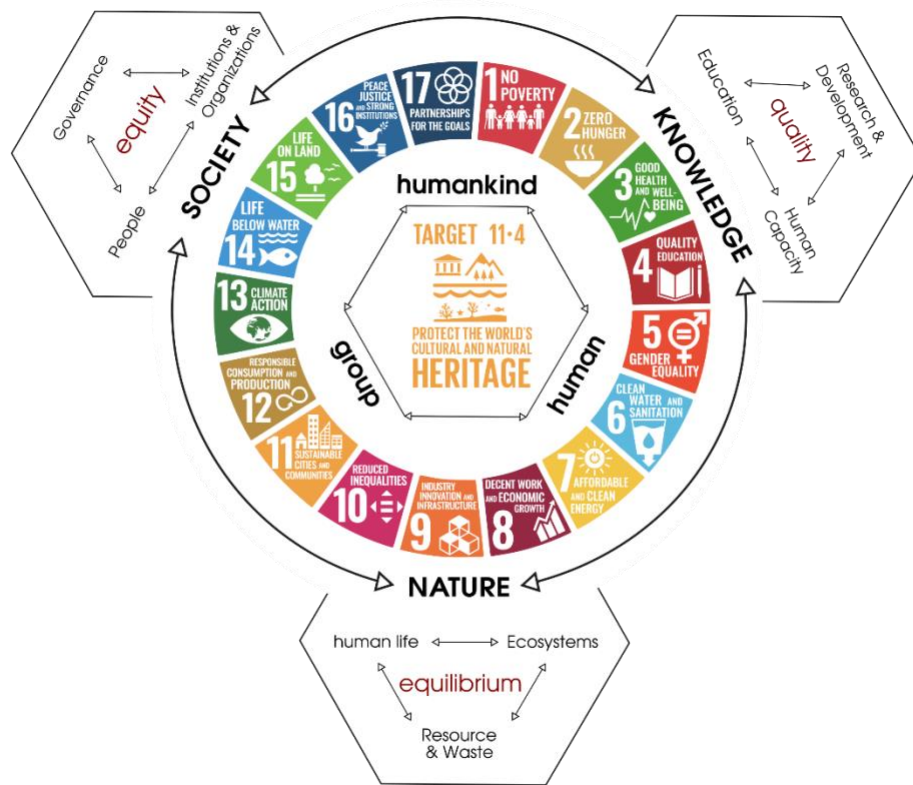 Governance
Institutions &
Organizations
equity
People
SOCIETY
Education
Research &
Development
quality
Human
Capacity
KNOWLEDGE
1 NO
POVERTY
2 ZERO
HUNGER
3 GOOD
HEALTH
AND WELL-
BEING
4 QUALITY
EDUCATION
5 GENDER
EQUALITY
6 CLEAN
WATER AND
SANITATION
7 AFFORDABLE
AND CLEAN
ENERGY
8 DECENT WORK
AND ECONOMIC
GROWTH
9 INDUSTRY
INNOVATION AND
INFRASTRUCTURE
10 REDUCED
INEQUALITIES
11 SUSTAINABLE
CITIES AND
COMMUNITIES
12 RESPONSIBLE
CONSUMPTION AND
PRODUCTION
13 CLIMATE
ACTION
14 LIFE
BELOW WATER
15 LIFE
ON LAND
16 PEACE
JUSTICE
AND STRONG
INSTITUTIONS
17 PARTNERSHIPS
FOR THE GOALS
humankind
group
human
TARGET 11·4
PROTECT THE WORLD'S
CULTURAL AND NATURAL
HERITAGE
NATURE
human life
Ecosystems
equilibrium
Resource
& Waste